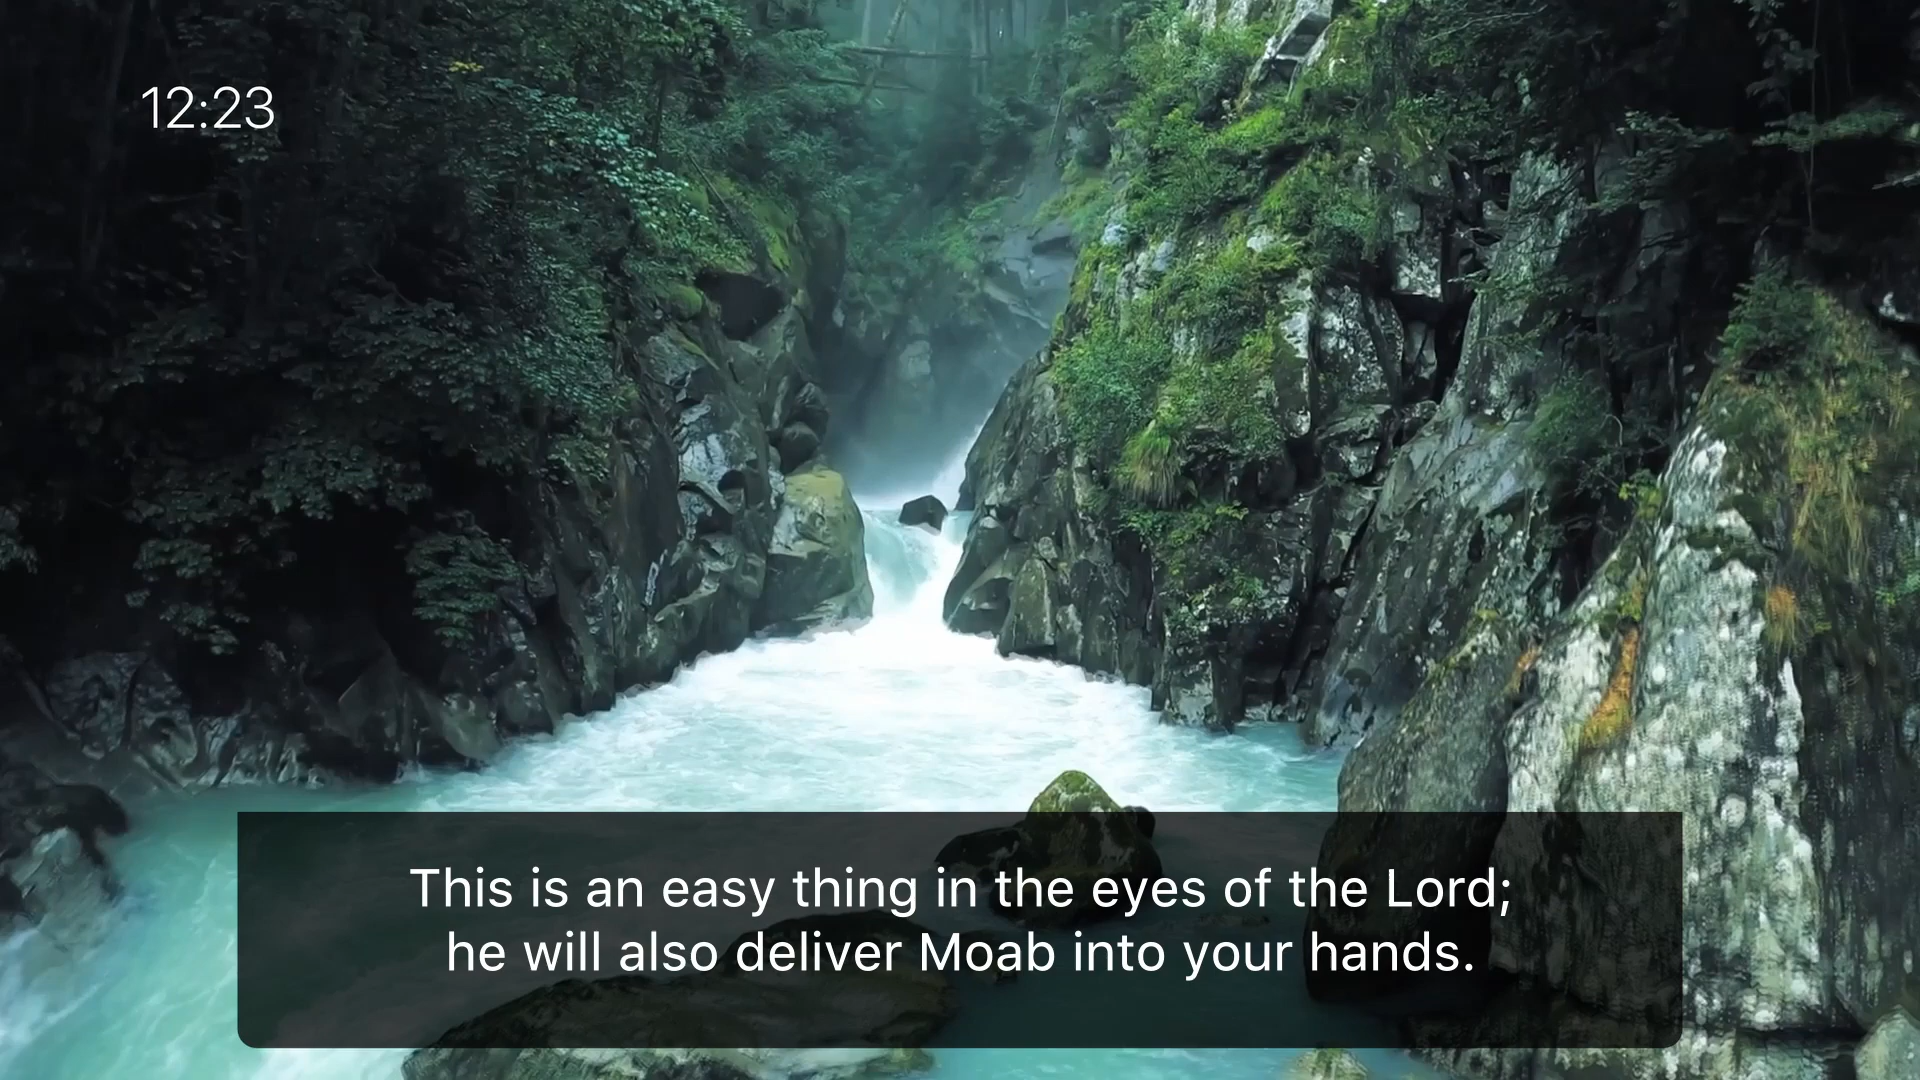 12:23
This is an easy thing in the eyes of the Lord;
he will also deliver Moab into your hands.